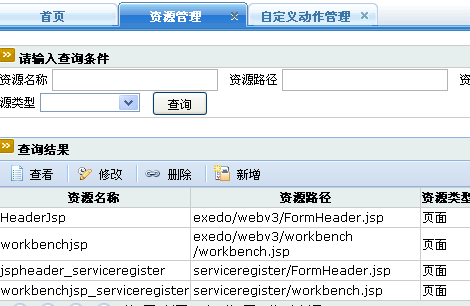 首页 资源管理 自定义动作管理
请输入查询条件
资源名称 资源路径
源类型 查询
查询结果
查看 修改 删除 新增
资源名称 资源路径 资源类型
HeaderJsp exedo/webv3/FormHeader.jsp 页面
workbenchjsp exedo/webv3/workbench/workbench.jsp 页面
jspheader_serviceregister serviceregister/FormHeader.jsp 页面
workbenchjsp_serviceregister serviceregister/workbench.jsp 页面